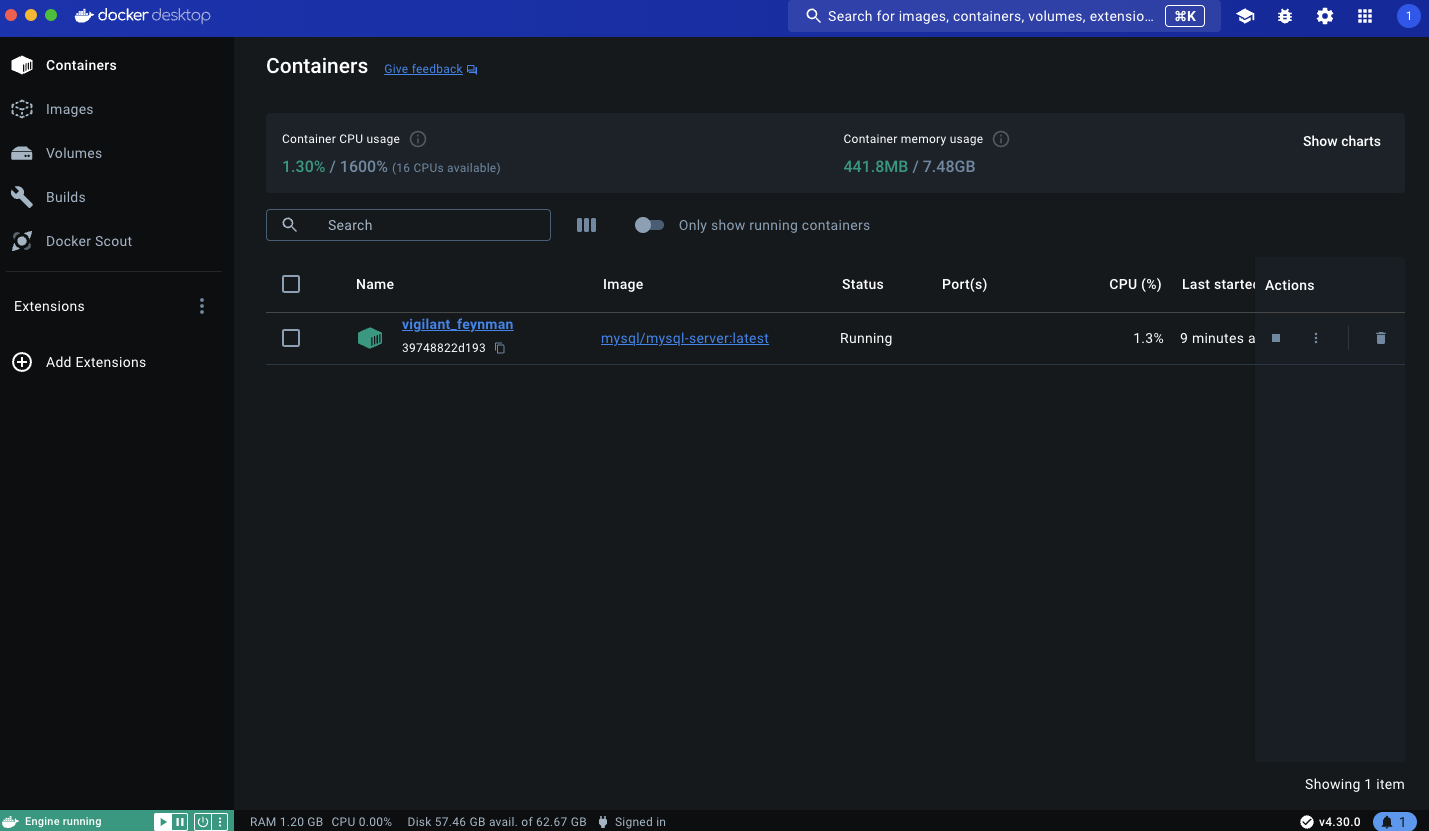 docker desktop
Search for images, containers, volumes, extensio… ⌘K
1
Containers
Images
Volumes
Builds
Docker Scout
Extensions
Add Extensions
Containers Give feedback
Container CPU usage
1.30% / 1600% (16 CPUs available)
Container memory usage
441.8MB / 7.48GB
Show charts
Search
Only show running containers
Name Image Status Port(s) CPU (%) Last started Actions
vigilant_feynman
39748822d193
mysql/mysql-server:latest Running 1.3% 9 minutes a
Showing 1 item
Engine running
RAM 1.20 GB CPU 0.00% Disk 57.46 GB avail. of 62.67 GB Signed in
v4.30.0
1